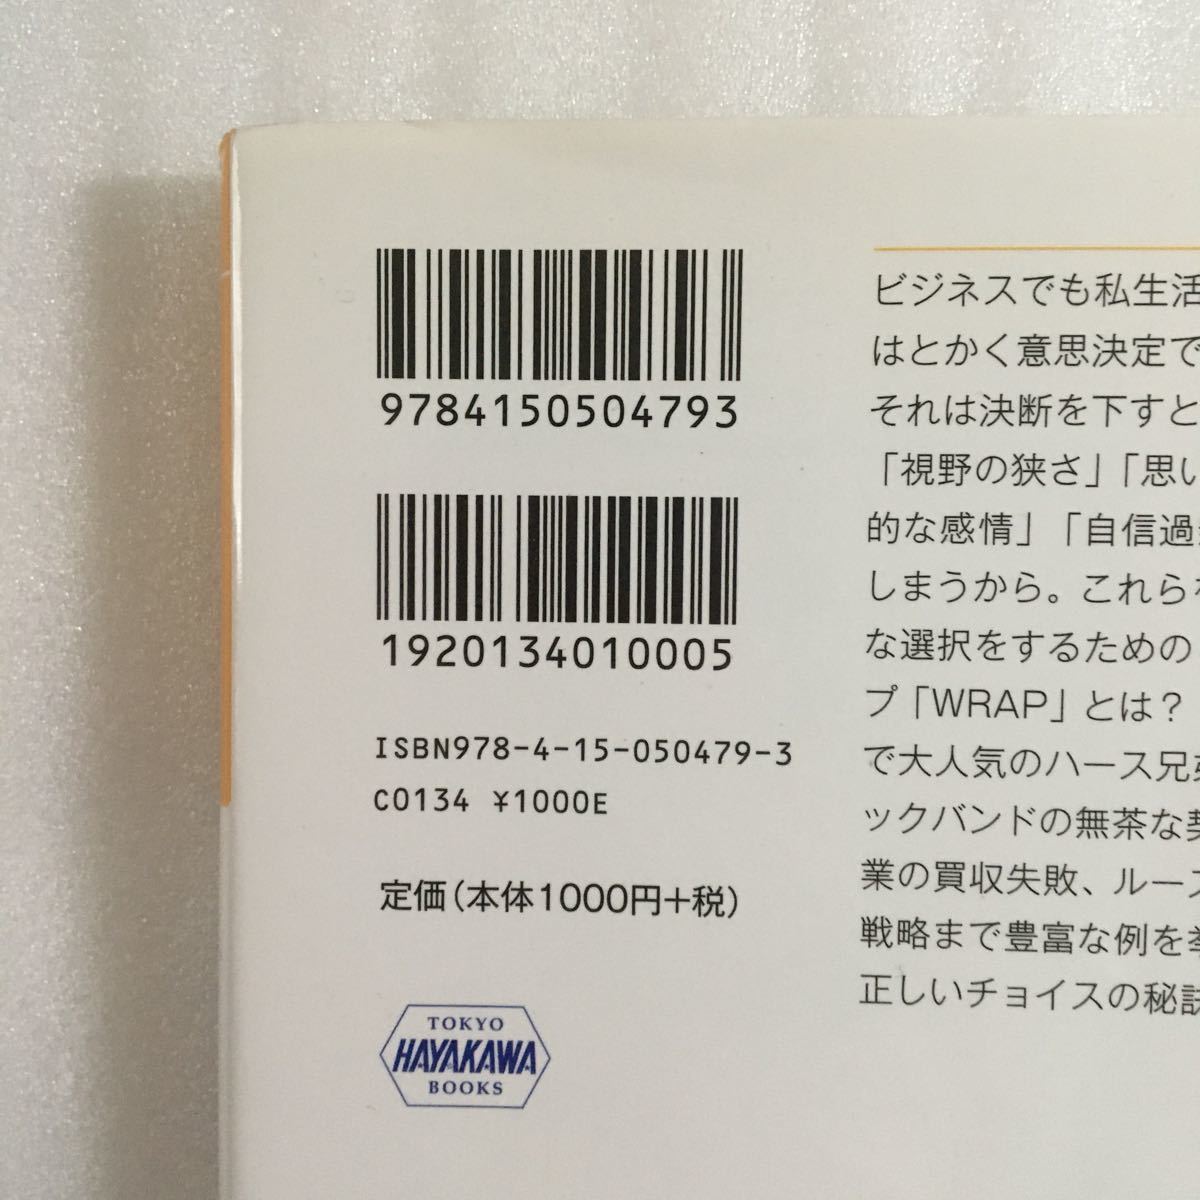 9784150504793
1920134010005
ISBN978-4-15-050479-3
C0134 ¥1000E
定価(本体1000円+税)
TOKYO
HAYAKAWA
BOOKS
ビジネスでも私生活
はとかく意思決定で
それは決断を下すと
「視野の狭さ」「思い
的な感情」「自信過
しまうから。これら
な選択をするための
プ「WRAP」とは?
で大人気のハース兄弟
ックバンドの無茶な契
業の買収失敗、ルーズ
戦略まで豊富な例を挙
正しいチョイスの秘訣